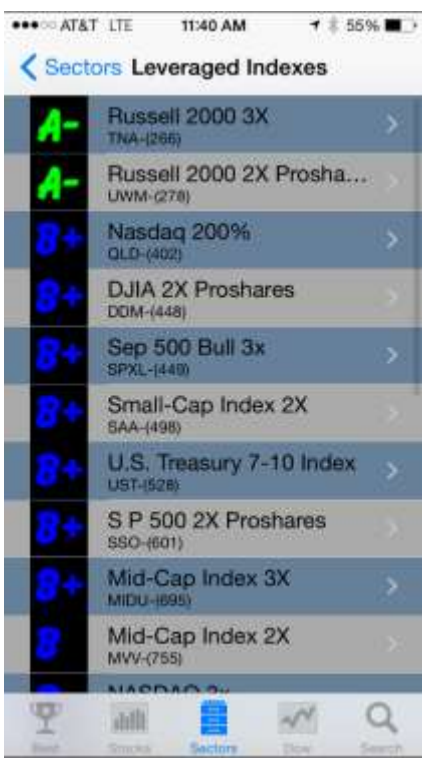 AT&T LTE 11:40 AM 55%
Sectors Leveraged Indexes
A- Russell 2000 3X
TNA-(266)
A- Russell 2000 2X Prosha...
UWM-(278)
B+ Nasdaq 200%
QLD-(402)
B+ DJIA 2X Proshares
DDM-(448)
B+ Sep 500 Bull 3x
SPXL-(449)
B+ Small-Cap Index 2X
SAA-(498)
B+ U.S. Treasury 7-10 Index
UST-(528)
B+ S P 500 2X Proshares
SSO-(601)
B+ Mid-Cap Index 3X
MIDU-(695)
B Mid-Cap Index 2X
MVV-(755)
NASDAQ 3x
Best Stocks Sectors Dow Search